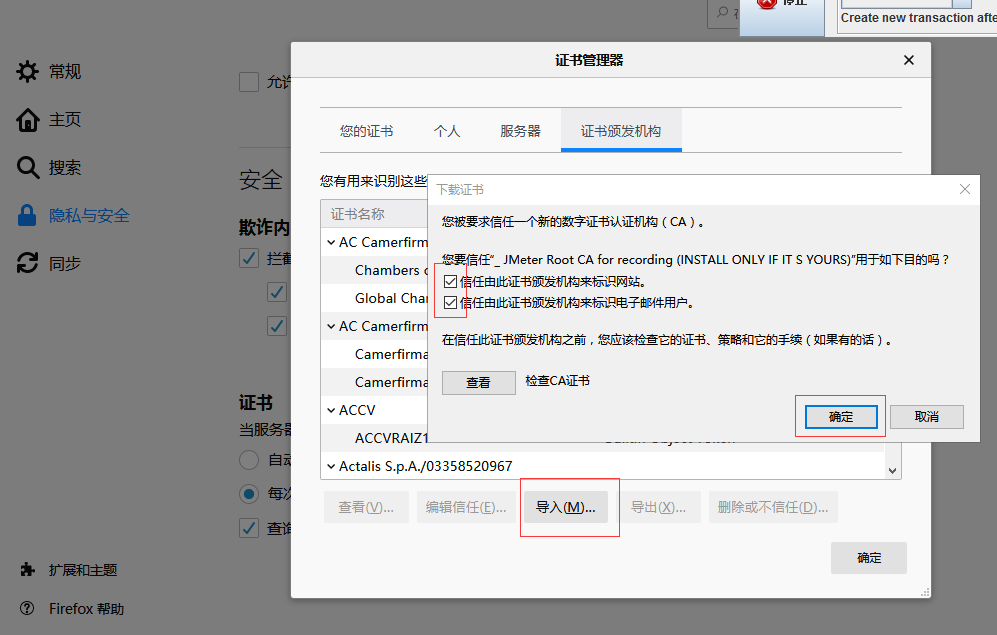 停止
Create new transaction afte
常规
主页
搜索
隐私与安全
同步
扩展和主题
Firefox 帮助
允许
安全
欺诈内
拦截
证书
当服务器
自动
每次
查询
证书管理器
您的证书
个人
服务器
证书颁发机构
您有用来识别这些
证书名称
AC Camerfirm
Chambers
Global Cha
AC Camerfirm
Camerfirma
Camerfirma
ACCV
ACCVRAIZ1
Builtin Object Token
Actalis S.p.A./03358520967
查看(V)...
编辑信任(E)...
导入(M)...
导出(X)...
删除或不信任(D)...
确定
下载证书
您被要求信任一个新的数字证书认证机构(CA)。
您要信任“_ JMeter Root CA for recording (INSTALL ONLY IF IT S YOURS)”用于如下目的吗?
信任由此证书颁发机构来标识网站。
信任由此证书颁发机构来标识电子邮件用户。
在信任此证书颁发机构之前,您应该检查它的证书、策略和它的手续(如果有的话)。
查看
检查CA证书
确定
取消